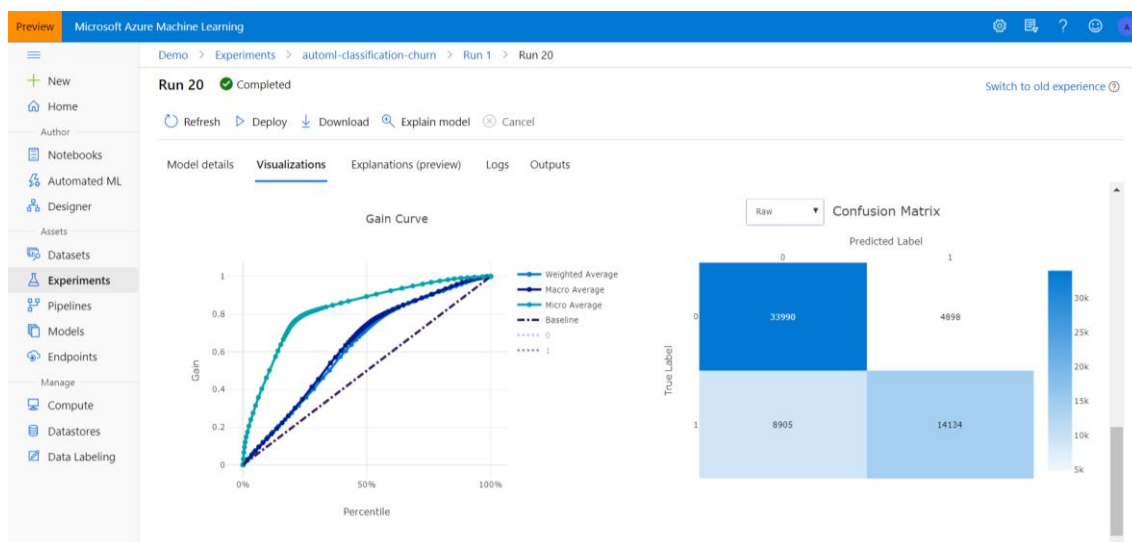 Preview Microsoft Azure Machine Learning ? A
Demo > Experiments > automl-classification-churn > Run 1 > Run 20
New
Home
Author
Notebooks
Automated ML
Designer
Assets
Datasets
Experiments
Pipelines
Models
Endpoints
Manage
Compute
Datastores
Data Labeling
Run 20 Completed
Switch to old experience
Refresh Deploy Download Explain model Cancel
Model details Visualizations Explanations (preview) Logs Outputs
Gain Curve
1
0.8
0.6
0.4
0.2
0
Gain
0% 50% 100%
Percentile
Weighted Average
Macro Average
Micro Average
Baseline
0
1
Raw Confusion Matrix
Predicted Label
0 1
True Label
0 33990 4898
1 8905 14134
30k
25k
20k
15k
10k
5k